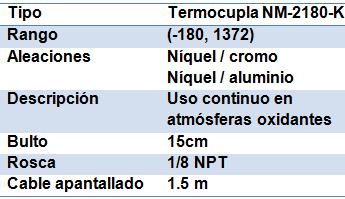 Tipo Termocupla NM-2180-K
Rango (-180, 1372)
Aleaciones Níquel / cromo
Níquel / aluminio
Descripción Uso continuo en
atmósferas oxidantes
Bulto 15cm
Rosca 1/8 NPT
Cable apantallado 1.5 m